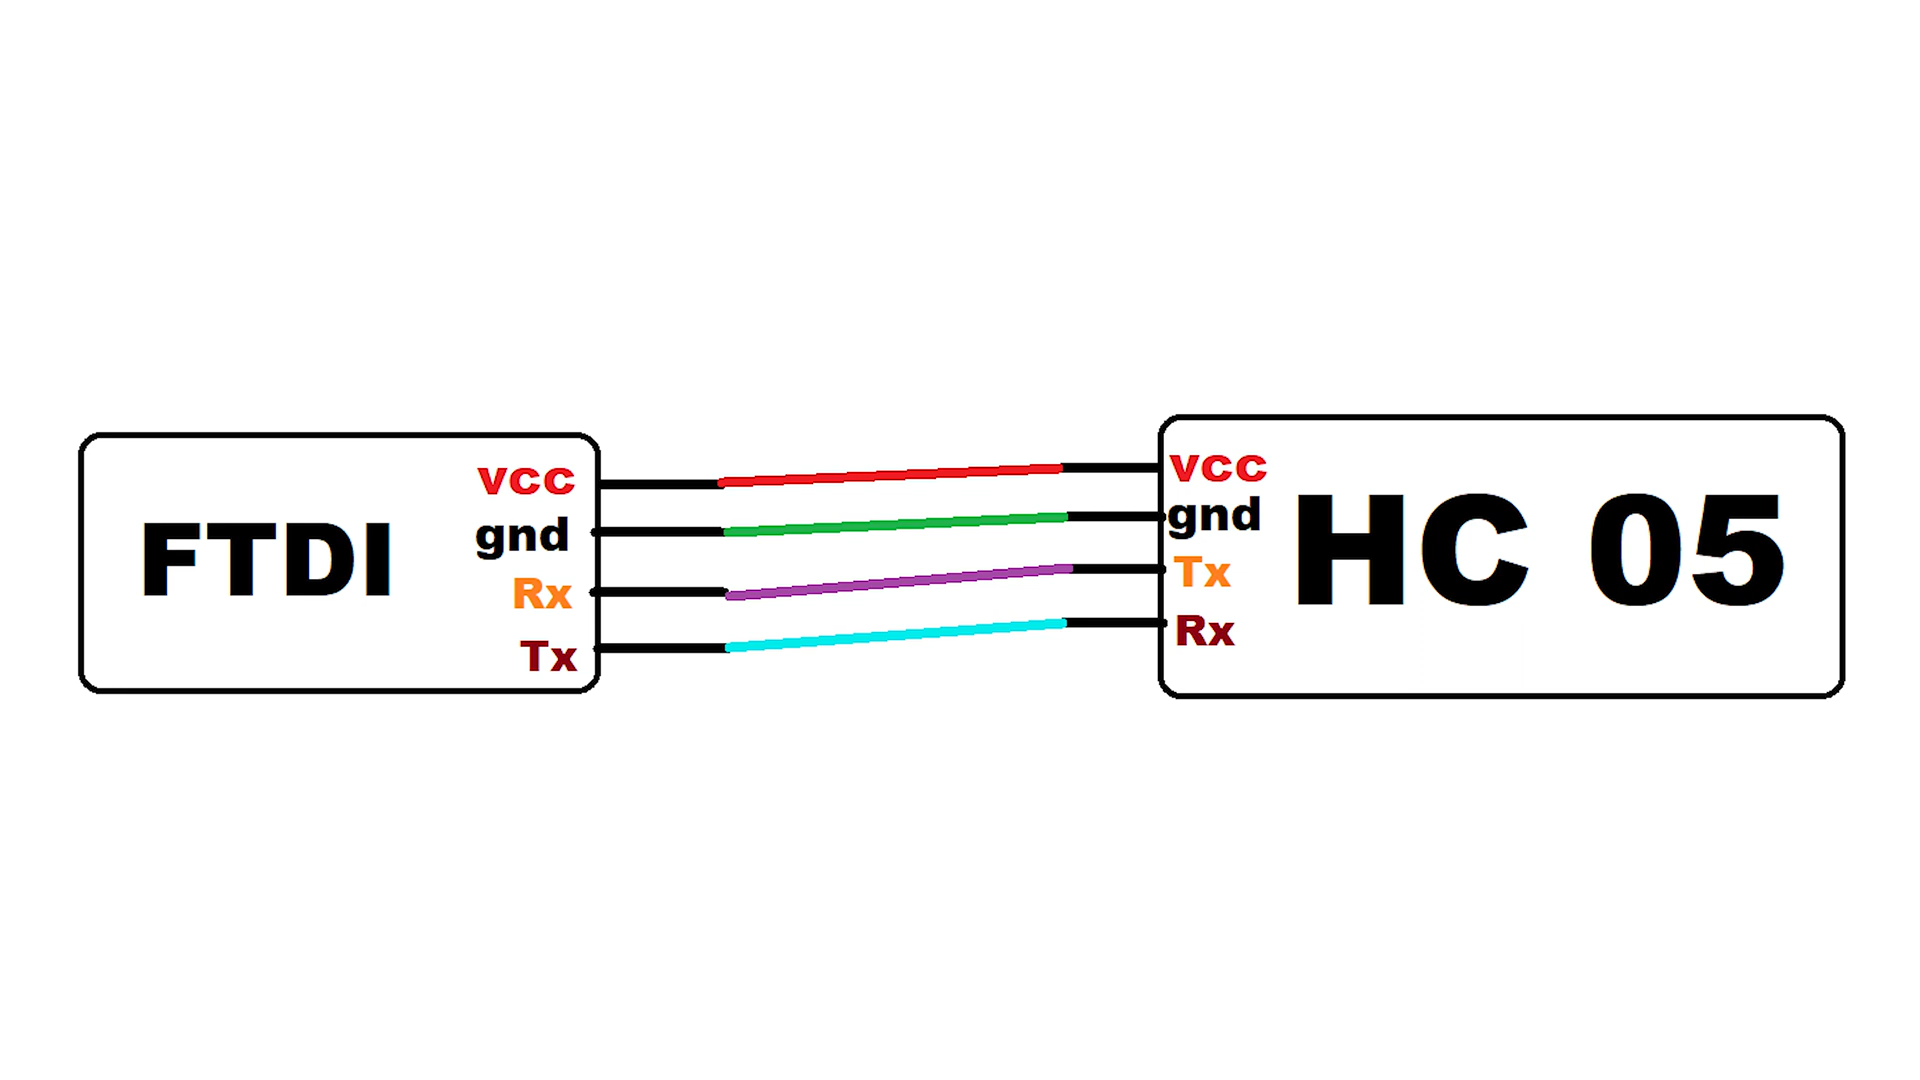 FTDI
vcc
gnd
Rx
Tx
vcc
gnd
Tx
Rx
HC 05